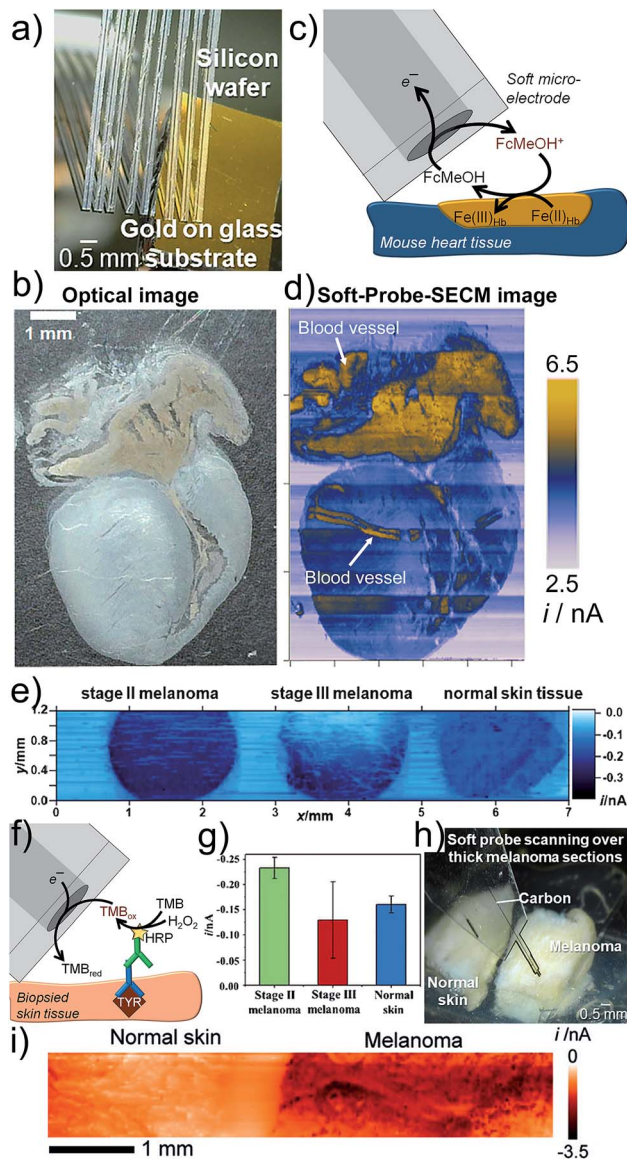 a)
Silicon
wafer
Gold on glass
substrate
0.5 mm
c)
e⁻
Soft micro-
electrode
FcMeOH⁺
FcMeOH
Fe(III)Hb
Fe(II)Hb
Mouse heart tissue
b)
Optical image
1 mm
d)
Soft-Probe-SECM image
Blood vessel
Blood vessel
6.5
2.5
i / nA
e)
stage II melanoma
stage III melanoma
normal skin tissue
1.2
0.8
0.4
0.0
y/mm
0
1
2
3
4
5
6
7
x/mm
0.0
-0.1
-0.2
-0.3
i/nA
f)
e⁻
TMBox
TMB
H₂O₂
HRP
TMBred
TYR
Biopsied
skin tissue
g)
-0.25
-0.20
-0.15
-0.10
-0.05
0.00
i/nA
Stage II
melanoma
Stage III
melanoma
Normal
skin
h)
Soft probe scanning over
thick melanoma sections
Carbon
Melanoma
Normal
skin
0.5 mm
i)
Normal skin
Melanoma
i /nA
0
-3.5
1 mm